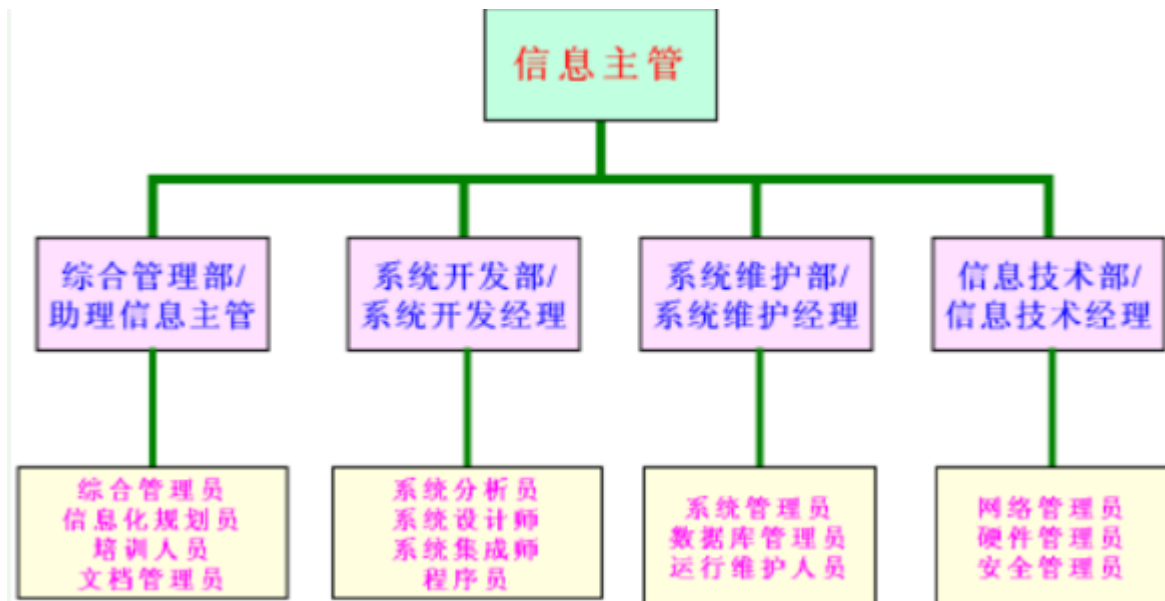 信息主管
综合管理部/
助理信息主管
系统开发部/
系统开发经理
系统维护部/
系统维护经理
信息技术部/
信息技术经理
综合管理员
信息化规划员
培训人员
文档管理员
系统分析员
系统设计师
系统集成师
程序员
系统管理员
数据库管理员
运行维护人员
网络管理员
硬件管理员
安全管理员